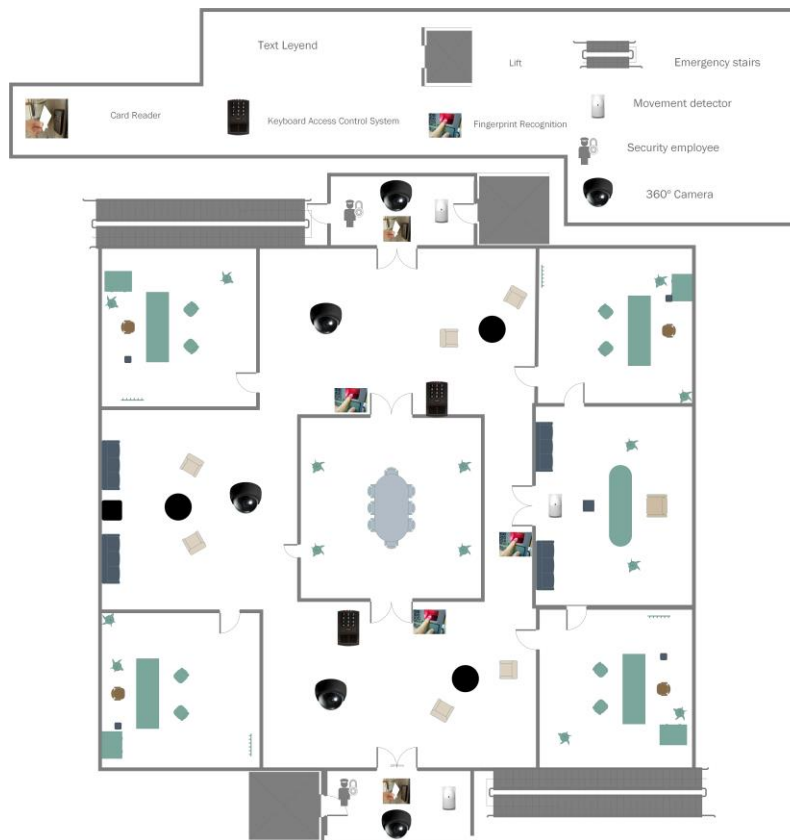 Text Leyend
Lift
Emergency stairs
Card Reader
Keyboard Access Control System
Fingerprint Recognition
Movement detector
Security employee
360º Camera